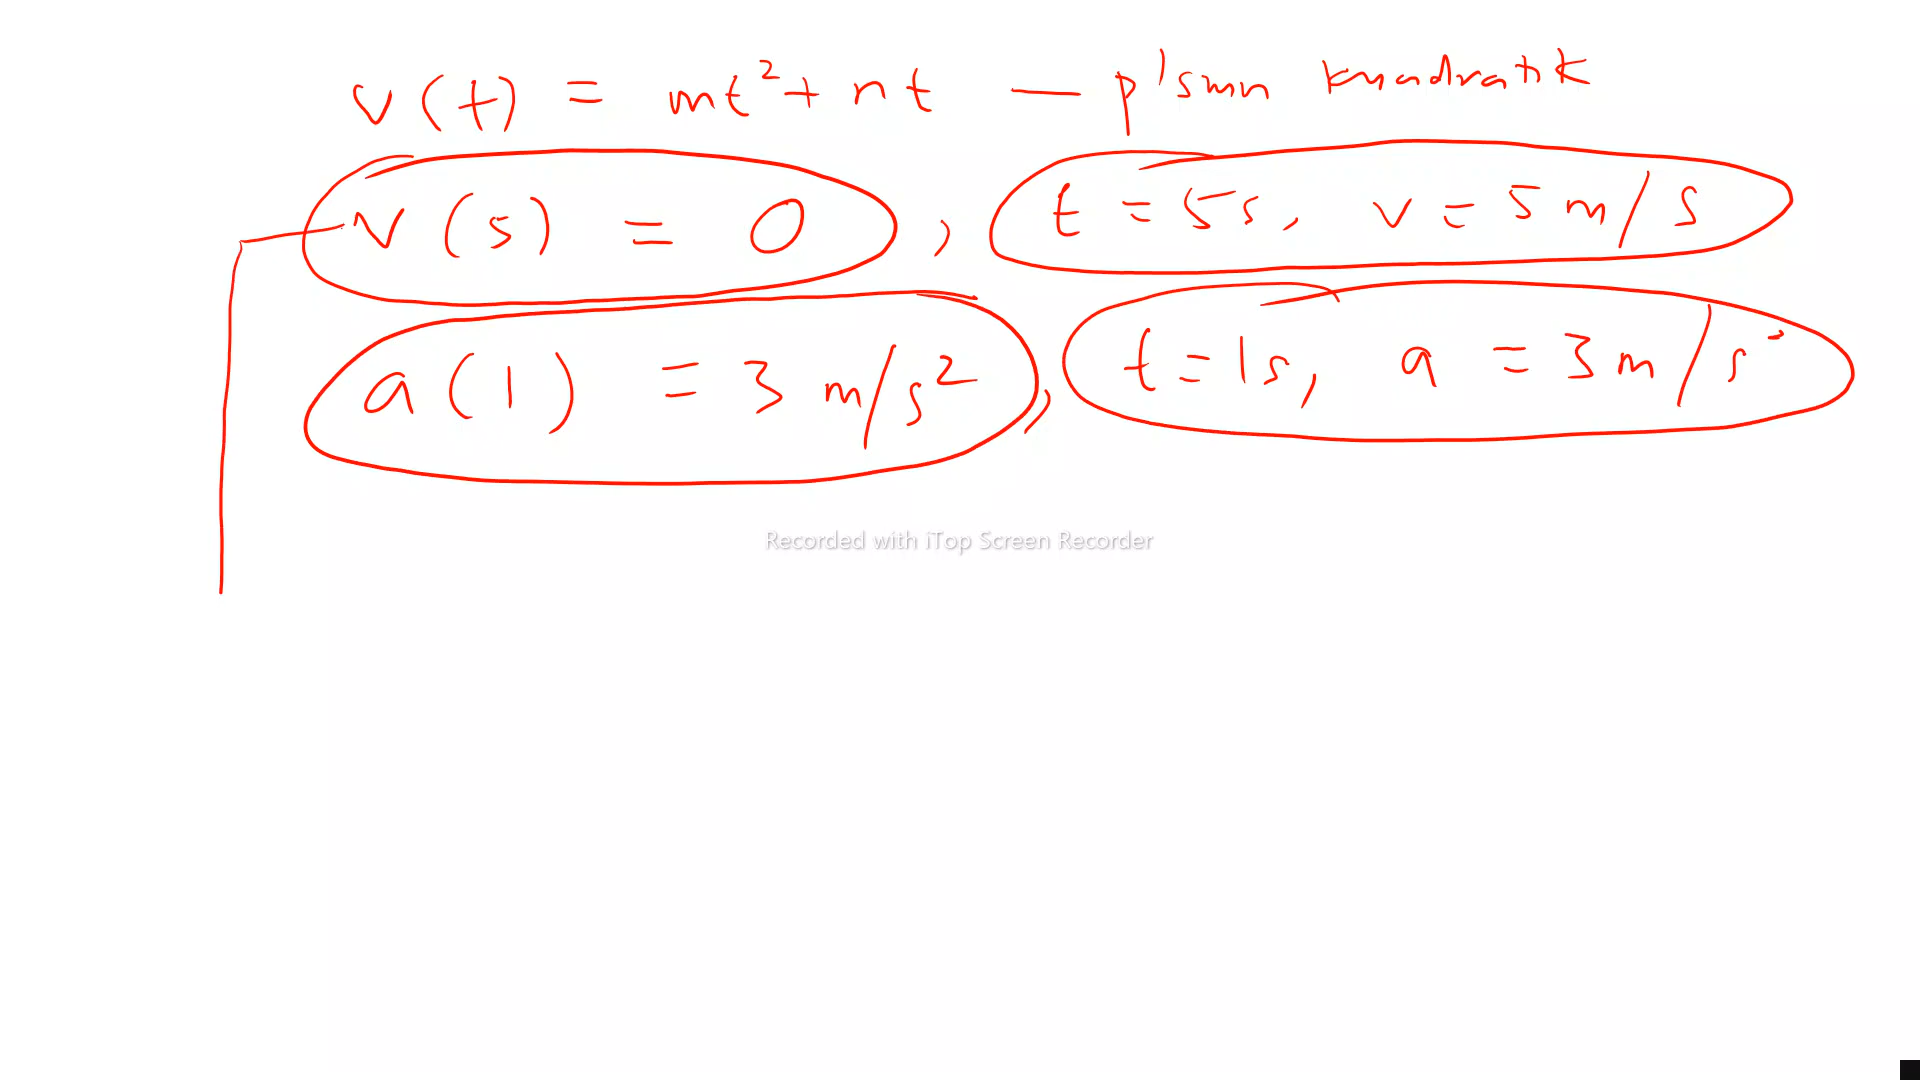 v(t) = mt²+ nt — p'smn kuadratik
v(5) = 0 , t = 5s, v = 5 m/s
a(1) = 3 m/s² , t = 1s, a = 3 m/s²
Recorded with iTop Screen Recorder